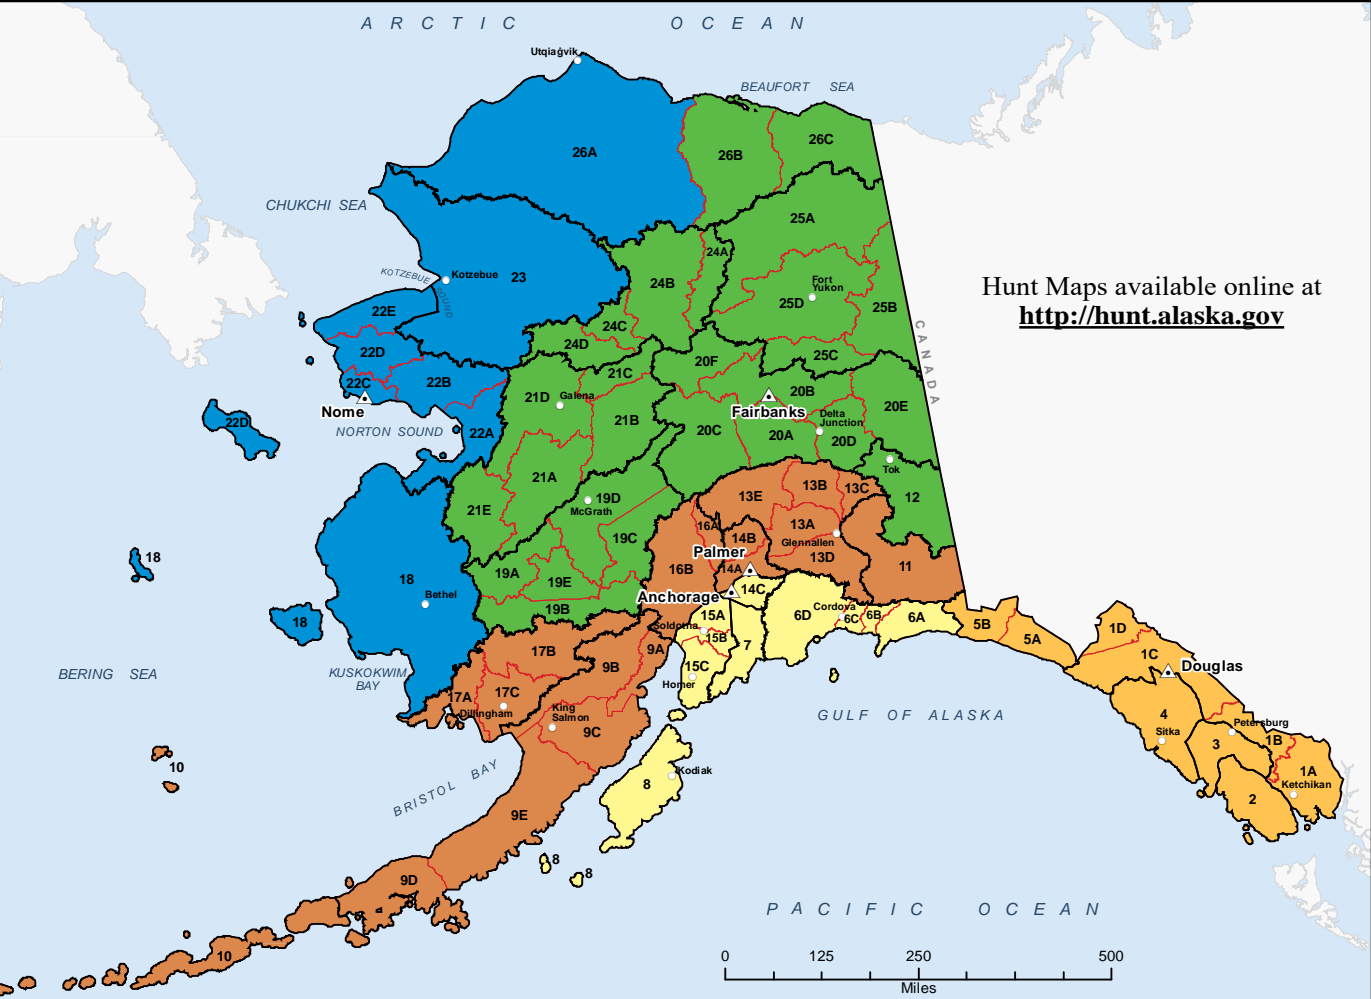 ARCTIC OCEAN
Utqiaġvik
BEAUFORT SEA
26A
26B
26C
CHUKCHI SEA
25A
KOTZEBUE
SOUND
Kotzebue
23
24A
24B
Fort
Yukon
25D
25B
Hunt Maps available online at
http://hunt.alaska.gov
CANADA
22E
22D
24C
24D
20F
25C
22C
22B
21C
21D
Galena
20B
Nome
Fairbanks
20E
22D
NORTON SOUND
22A
21B
20C
20A
Delta
Junction
20D
Tok
21A
21E
19D
McGrath
13E
13B
13C
12
16A
13A
14B
Glennallen
19C
Palmer
13D
18
18
Bethel
19A
19E
16B
14A
11
Anchorage
14C
18
19B
15A
6D
Cordova
6C
6B
6A
5B
5A
1D
Soldotna
15B
7
1C
Douglas
BERING SEA
KUSKOKWIM
BAY
17B
9B
9A
15C
Homer
17A
17C
Dillingham
King
Salmon
9C
GULF OF ALASKA
4
Sitka
Petersburg
3
1B
1A
Ketchikan
2
10
BRISTOL BAY
8
Kodiak
9E
8
8
9D
10
PACIFIC OCEAN
0 125 250 500
Miles